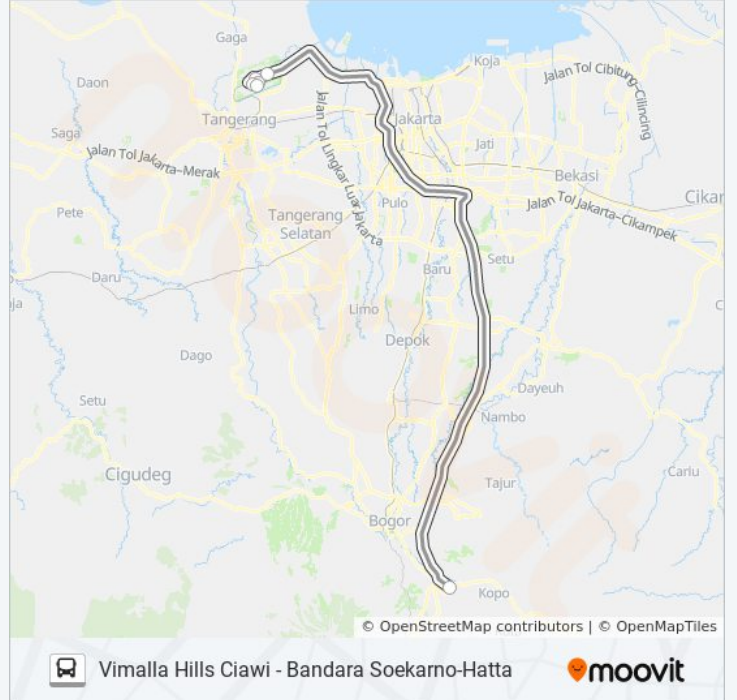 Gaga
Koja
Jalan Tol Cibitung-Cilincing
Daon
Tangerang
Jakarta
Saga
Jalan Tol Jakarta-Merak
Jalan Tol Lingkar Luar Jakarta
Jati
Bekasi
Cikar
Pete
Tangerang
Selatan
Pulo
Jalan Tol Jakarta-Cikampek
Daru
Baru
Setu
ja
Limo
Depok
C
Dago
Setu
Dayeuh
Nambo
Cigudeg
Tajur
Cariu
Bogor
Kopo
© OpenStreetMap contributors | © OpenMapTiles
Vimalla Hills Ciawi - Bandara Soekarno-Hatta
moovit